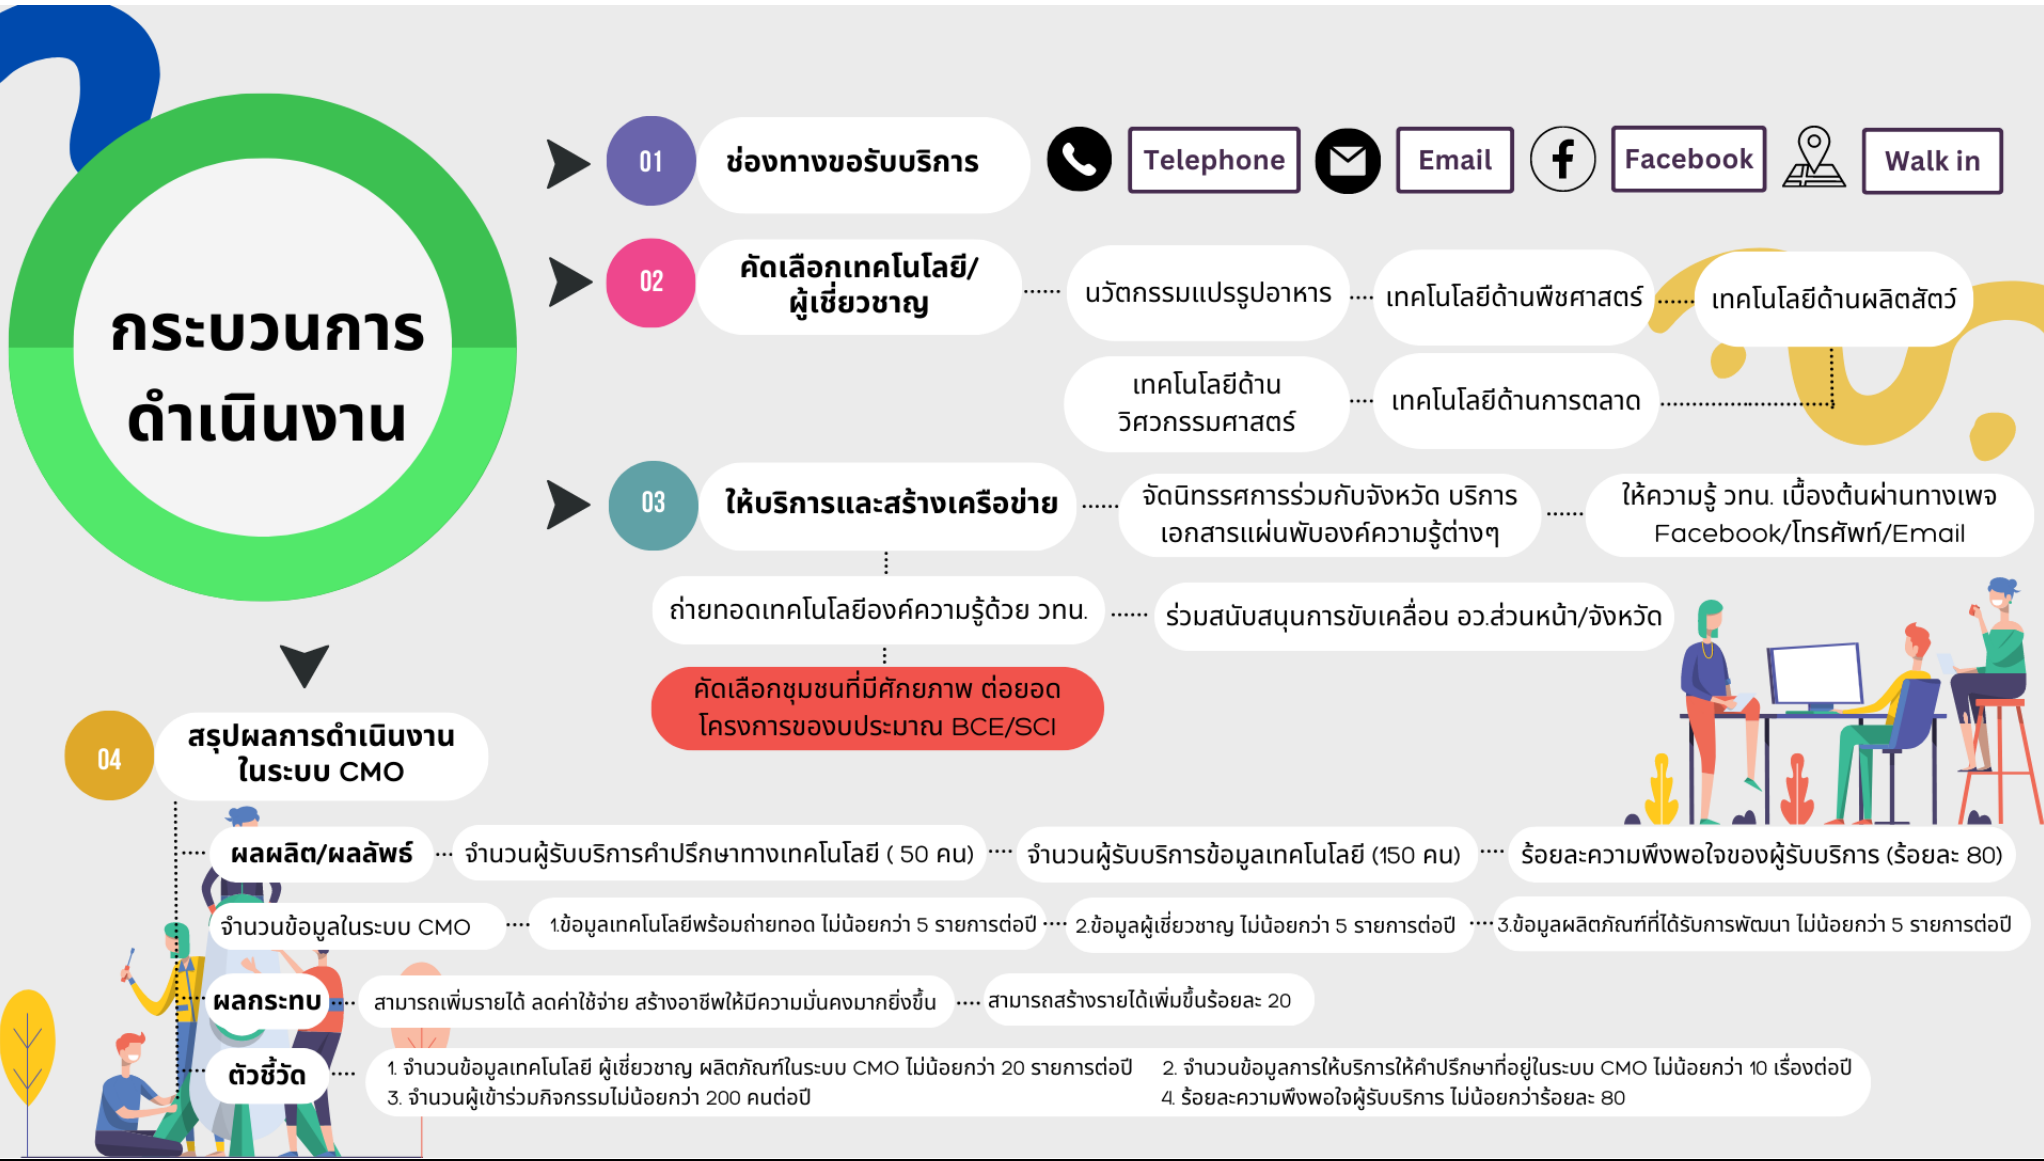 กระบวนการ
ดำเนินงาน
01
ช่องทางขอรับบริการ
Telephone
Email
Facebook
Walk in
02
คัดเลือกเทคโนโลยี/
ผู้เชี่ยวชาญ
นวัตกรรมแปรรูปอาหาร
เทคโนโลยีด้านพืชศาสตร์
เทคโนโลยีด้านผลิตสัตว์
เทคโนโลยีด้าน
วิศวกรรมศาสตร์
เทคโนโลยีด้านการตลาด
03
ให้บริการและสร้างเครือข่าย
จัดนิทรรศการร่วมกับจังหวัด บริการ
เอกสารแผ่นพับองค์ความรู้ต่างๆ
ให้ความรู้ วทน. เบื้องต้นผ่านทางเพจ
Facebook/โทรศัพท์/Email
ถ่ายทอดเทคโนโลยีองค์ความรู้ด้วย วทน.
ร่วมสนับสนุนการขับเคลื่อน อว.ส่วนหน้า/จังหวัด
คัดเลือกชุมชนที่มีศักยภาพ ต่อยอด
โครงการของบประมาณ BCE/SCI
04
สรุปผลการดำเนินงาน
ในระบบ CMO
ผลผลิต/ผลลัพธ์
จำนวนผู้รับบริการคำปรึกษาทางเทคโนโลยี ( 50 คน)
จำนวนผู้รับบริการข้อมูลเทคโนโลยี (150 คน)
ร้อยละความพึงพอใจของผู้รับบริการ (ร้อยละ 80)
จำนวนข้อมูลในระบบ CMO
1.ข้อมูลเทคโนโลยีพร้อมถ่ายทอด ไม่น้อยกว่า 5 รายการต่อปี
2.ข้อมูลผู้เชี่ยวชาญ ไม่น้อยกว่า 5 รายการต่อปี
3.ข้อมูลผลิตภัณฑ์ที่ได้รับการพัฒนา ไม่น้อยกว่า 5 รายการต่อปี
ผลกระทบ
สามารถเพิ่มรายได้ ลดค่าใช้จ่าย สร้างอาชีพให้มีความมั่นคงมากยิ่งขึ้น
สามารถสร้างรายได้เพิ่มขึ้นร้อยละ 20
ตัวชี้วัด
1. จำนวนข้อมูลเทคโนโลยี ผู้เชี่ยวชาญ ผลิตภัณฑ์ในระบบ CMO ไม่น้อยกว่า 20 รายการต่อปี
2. จำนวนข้อมูลการให้บริการให้คำปรึกษาที่อยู่ในระบบ CMO ไม่น้อยกว่า 10 เรื่องต่อปี
3. จำนวนผู้เข้าร่วมกิจกรรมไม่น้อยกว่า 200 คนต่อปี
4. ร้อยละความพึงพอใจผู้รับบริการ ไม่น้อยกว่าร้อยละ 80